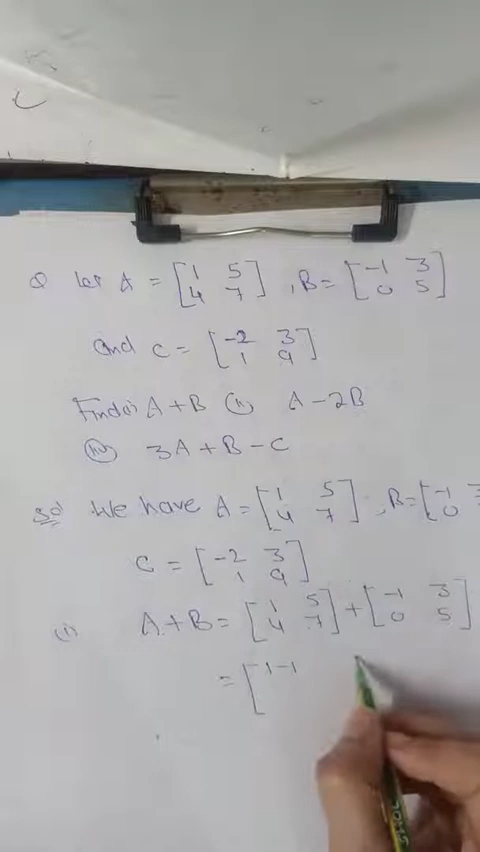 Q let A = [1 5 4 7], B = [-1 3 0 5]
and C = [-2 3 1 9]
Find (i) A + B (ii) A - 2B
(iii) 3A + B - C
Sol We have A = [1 5 4 7], B = [-1 3 0
C = [-2 3 1 9]
(i) A + B = [1 5 4 7] + [-1 3 0 5]
= [1-1